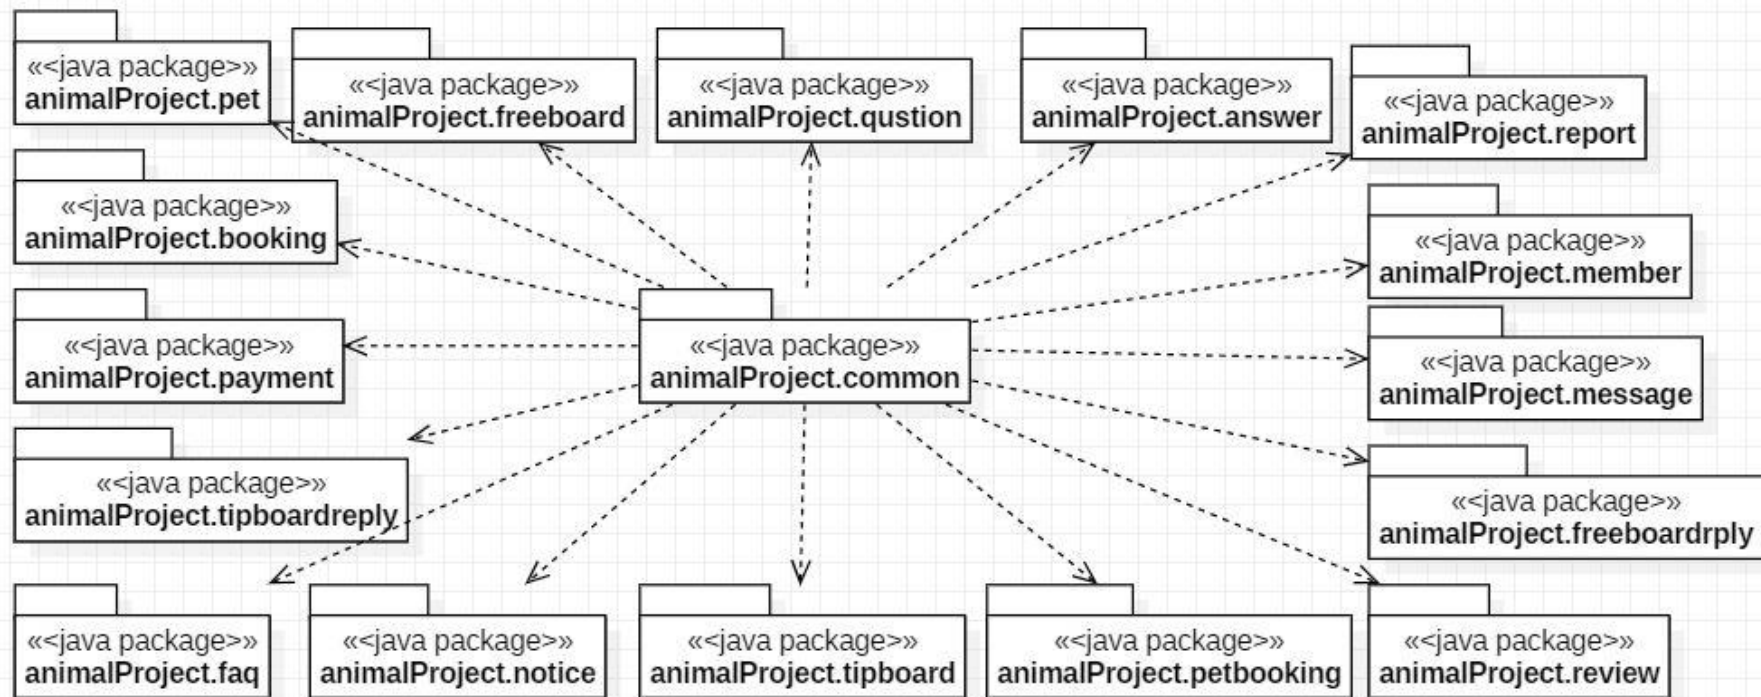 «<java package>»
animalProject.pet
«<java package>»
animalProject.freeboard
«<java package>»
animalProject.qustion
«<java package>»
animalProject.answer
«<java package>»
animalProject.report
«<java package>»
animalProject.booking
«<java package>»
animalProject.member
«<java package>»
animalProject.payment
«<java package>»
animalProject.common
«<java package>»
animalProject.message
«<java package>»
animalProject.tipboardreply
«<java package>»
animalProject.freeboardrply
«<java package>»
animalProject.faq
«<java package>»
animalProject.notice
«<java package>»
animalProject.tipboard
«<java package>»
animalProject.petbooking
«<java package>»
animalProject.review